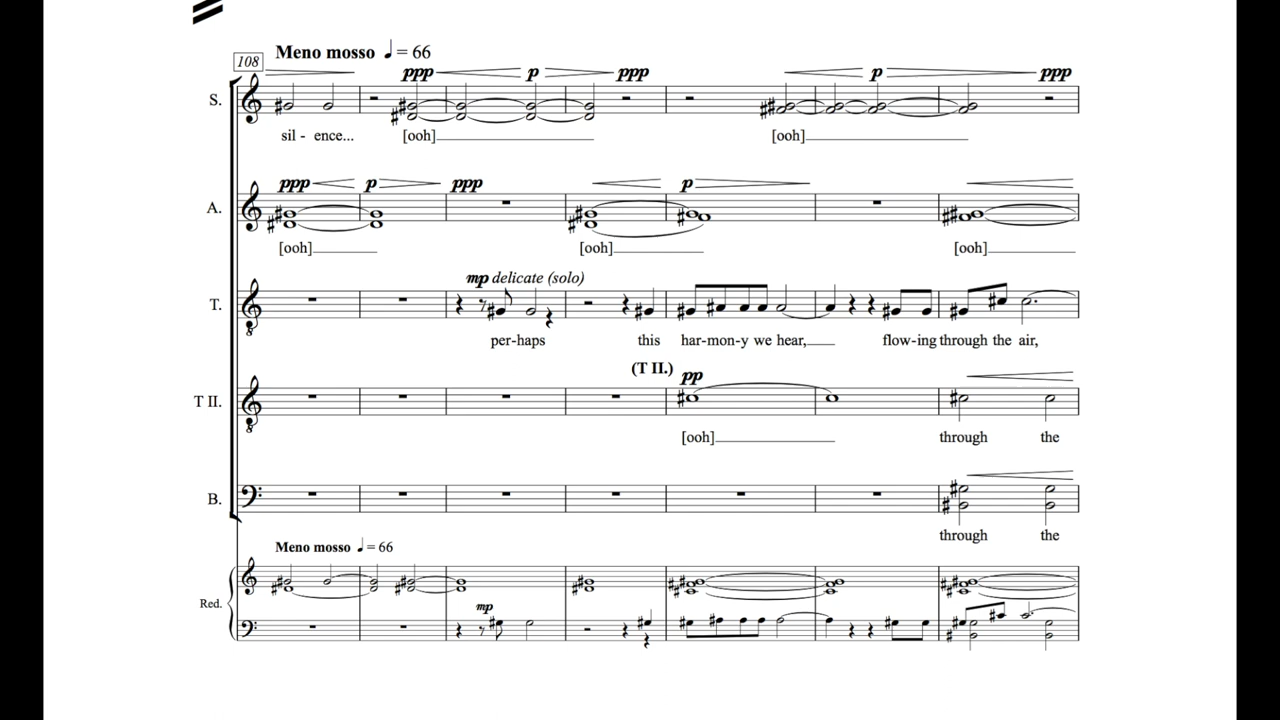 108 Meno mosso ♩ = 66
ppp p ppp p ppp
S.
sil - ence... [ooh] [ooh]
ppp p ppp p
A.
[ooh] [ooh] [ooh]
mp delicate (solo)
T.
8
per-haps this har-mon-y we hear, flow-ing through the air,
(T II.) pp
T II.
8
[ooh] through the
B.
through the
Meno mosso ♩ = 66
Red.
mp